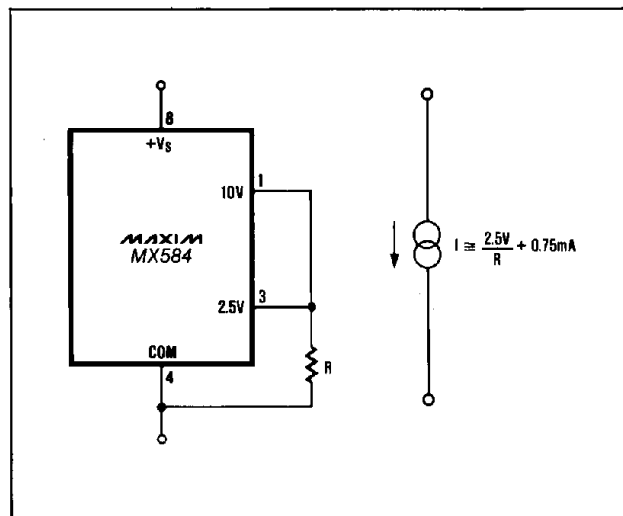 8
+VS
1
10V
MAXIM
MX584
3
2.5V
COM
4
R
I ≅ 2.5V/R + 0.75mA